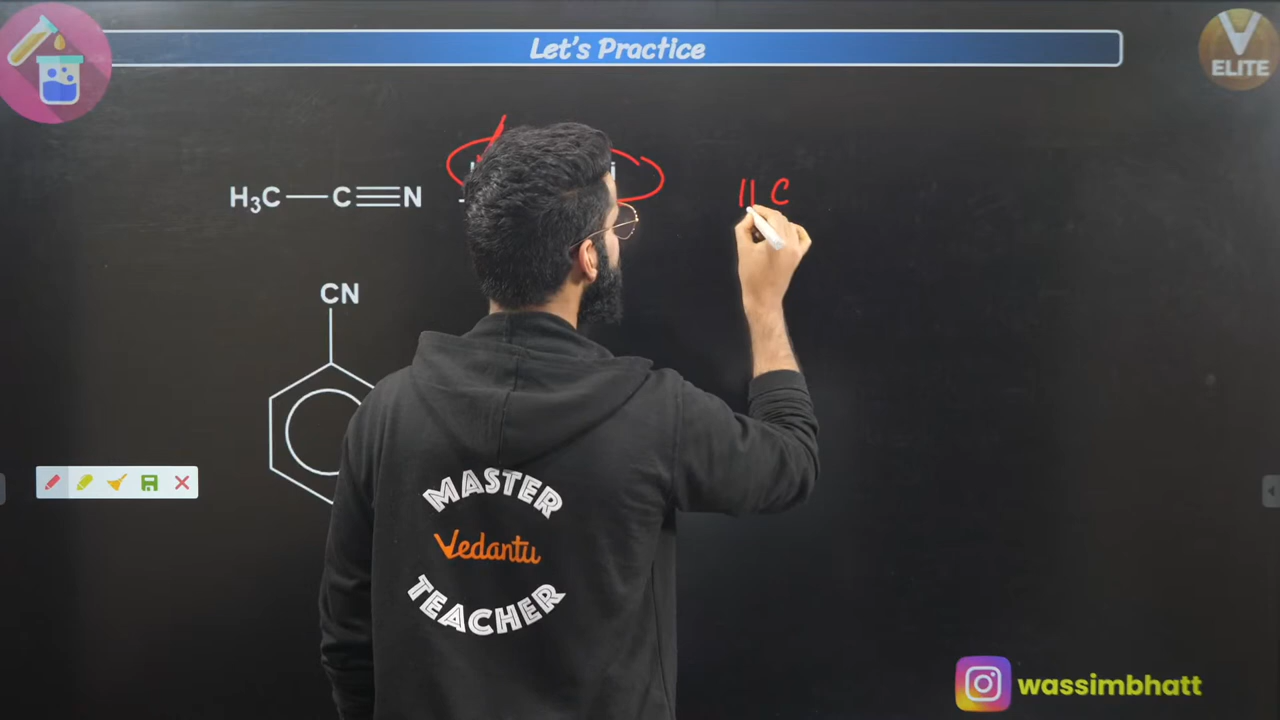 Let's Practice
ELITE
H₃C—C≡N
11 C
CN
MASTER
Vedantu
TEACHER
wassimbhatt